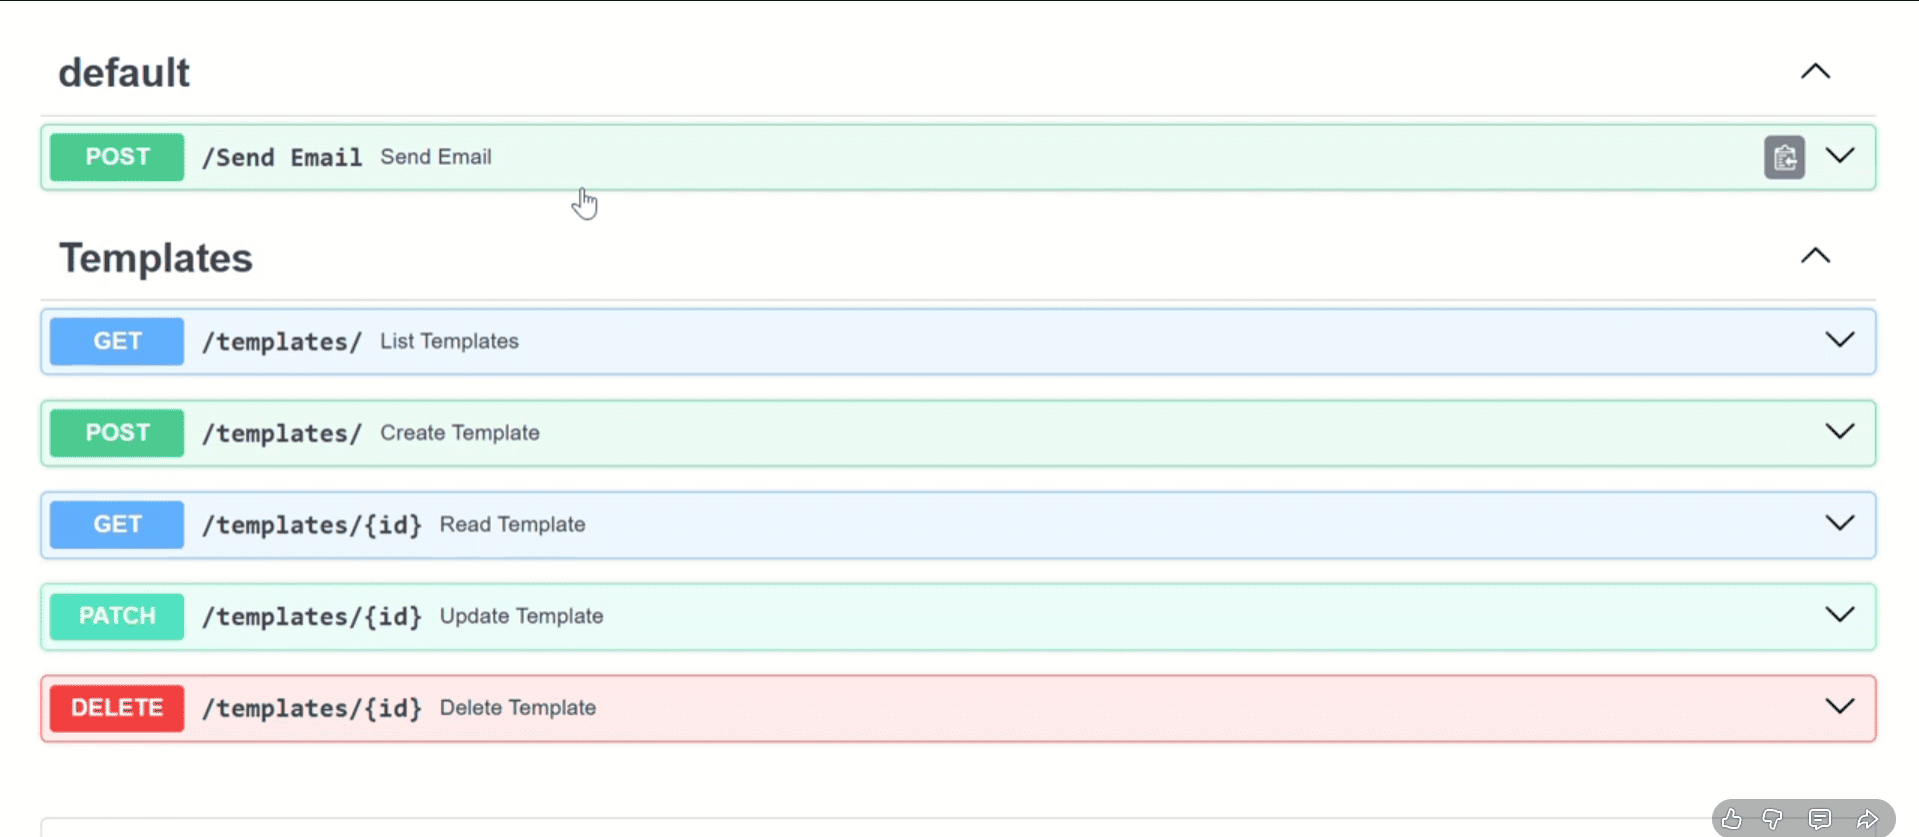 default
POST /Send Email Send Email
Templates
GET /templates/ List Templates
POST /templates/ Create Template
GET /templates/{id} Read Template
PATCH /templates/{id} Update Template
DELETE /templates/{id} Delete Template